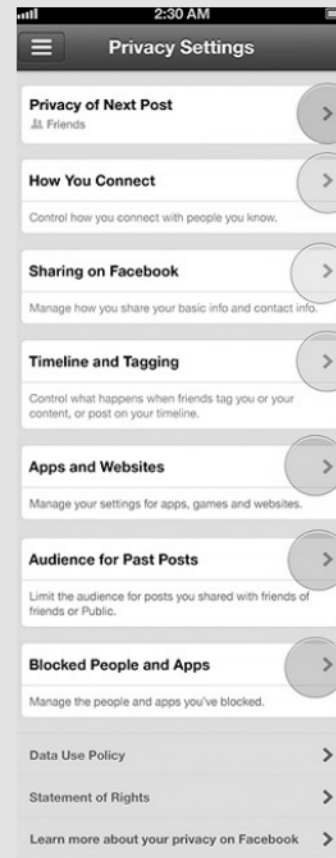 2:30 AM
Privacy Settings
Privacy of Next Post
Friends
How You Connect
Control how you connect with people you know.
Sharing on Facebook
Manage how you share your basic info and contact info.
Timeline and Tagging
Control what happens when friends tag you or your
content, or post on your timeline.
Apps and Websites
Manage your settings for apps, games and websites.
Audience for Past Posts
Limit the audience for posts you shared with friends of
friends or Public.
Blocked People and Apps
Manage the people and apps you've blocked.
Data Use Policy
Statement of Rights
Learn more about your privacy on Facebook